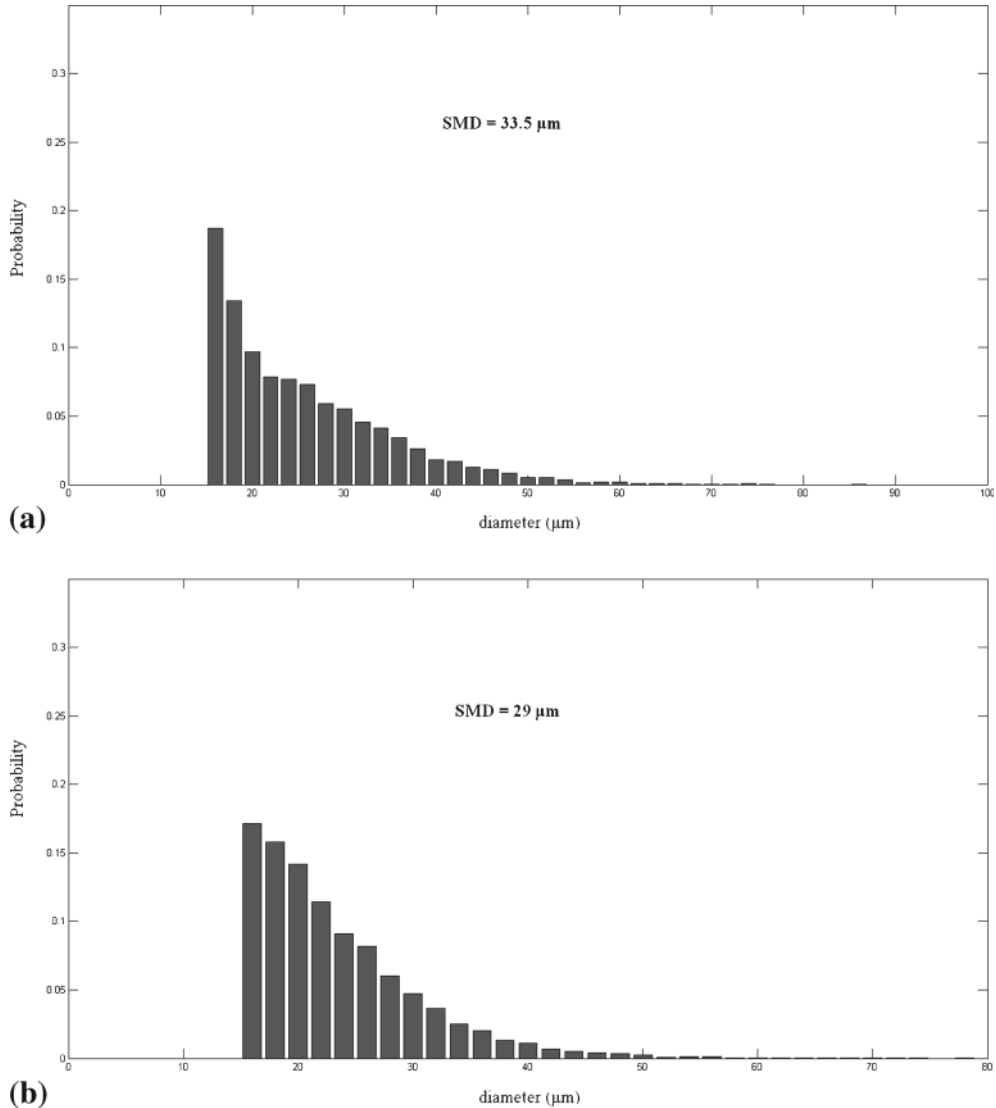 0.3
SMD = 33.5 µm
0.25
0.2
Probability
0.15
0.1
0.05
0
0 10 20 30 40 50 60 70 80 90 100
diameter (µm)
(a)
0.3
SMD = 29 µm
0.25
0.2
Probability
0.15
0.1
0.05
0
0 10 20 30 40 50 60 70 80
diameter (µm)
(b)